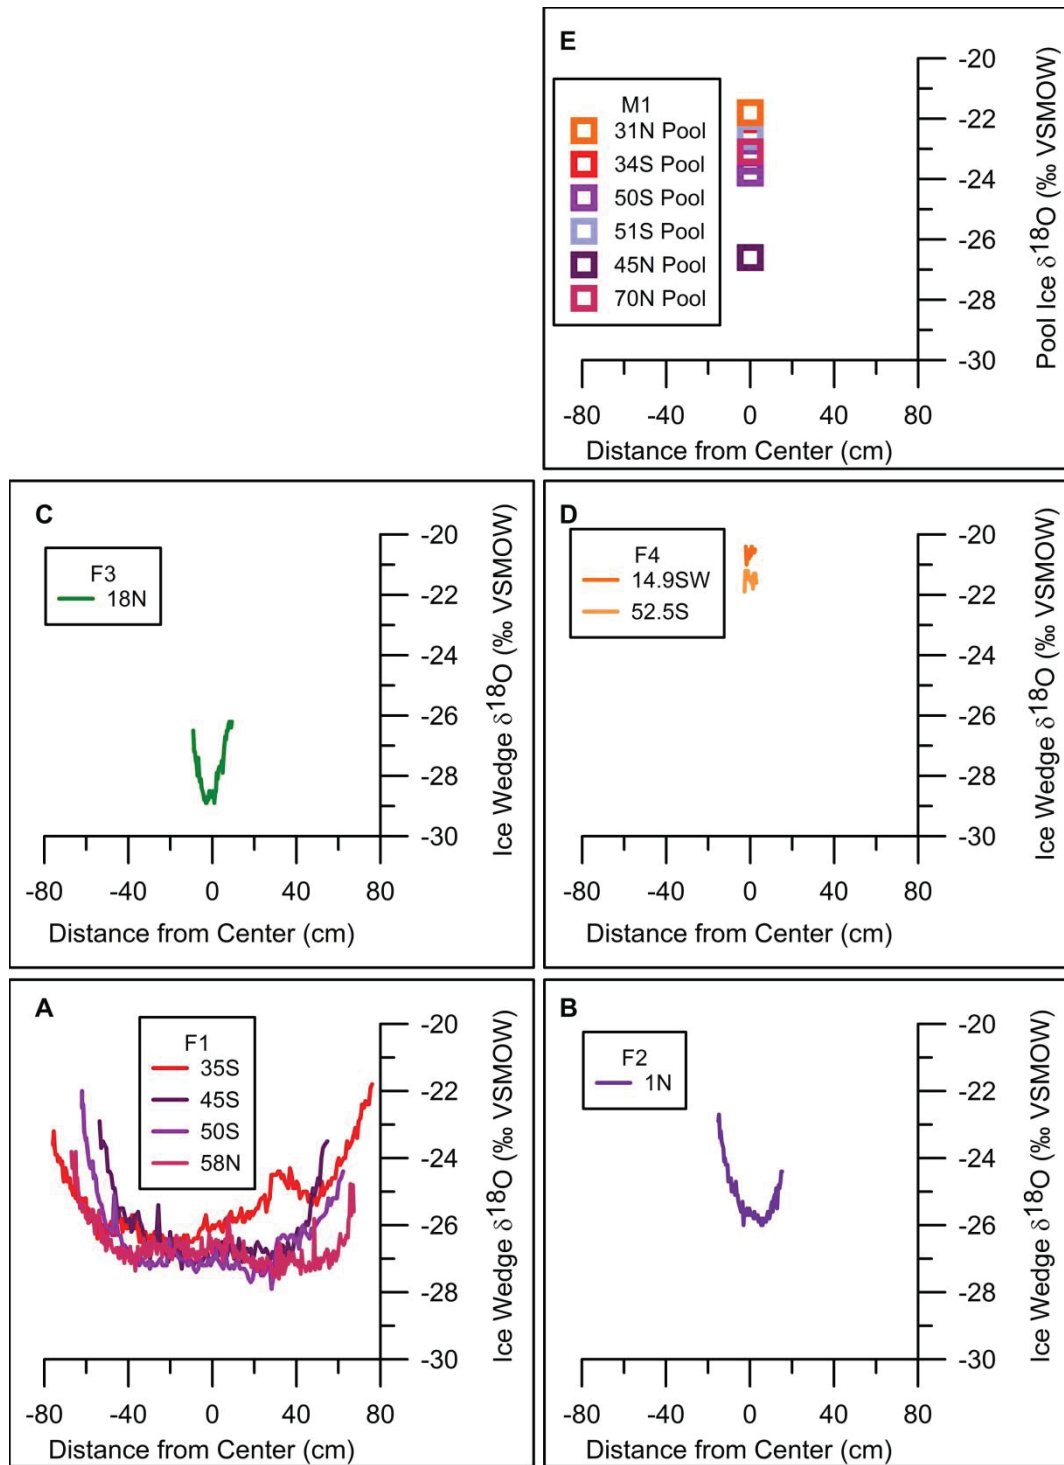 E
M1
31N Pool
34S Pool
50S Pool
51S Pool
45N Pool
70N Pool
-20
-22
-24
-26
-28
-30
Pool Ice δ18O (‰ VSMOW)
-80 -40 0 40 80
Distance from Center (cm)
C
F3
18N
-20
-22
-24
-26
-28
-30
Ice Wedge δ18O (‰ VSMOW)
-80 -40 0 40 80
Distance from Center (cm)
D
F4
14.9SW
52.5S
-20
-22
-24
-26
-28
-30
Ice Wedge δ18O (‰ VSMOW)
-80 -40 0 40 80
Distance from Center (cm)
A
F1
35S
45S
50S
58N
-20
-22
-24
-26
-28
-30
Ice Wedge δ18O (‰ VSMOW)
-80 -40 0 40 80
Distance from Center (cm)
B
F2
1N
-20
-22
-24
-26
-28
-30
Ice Wedge δ18O (‰ VSMOW)
-80 -40 0 40 80
Distance from Center (cm)